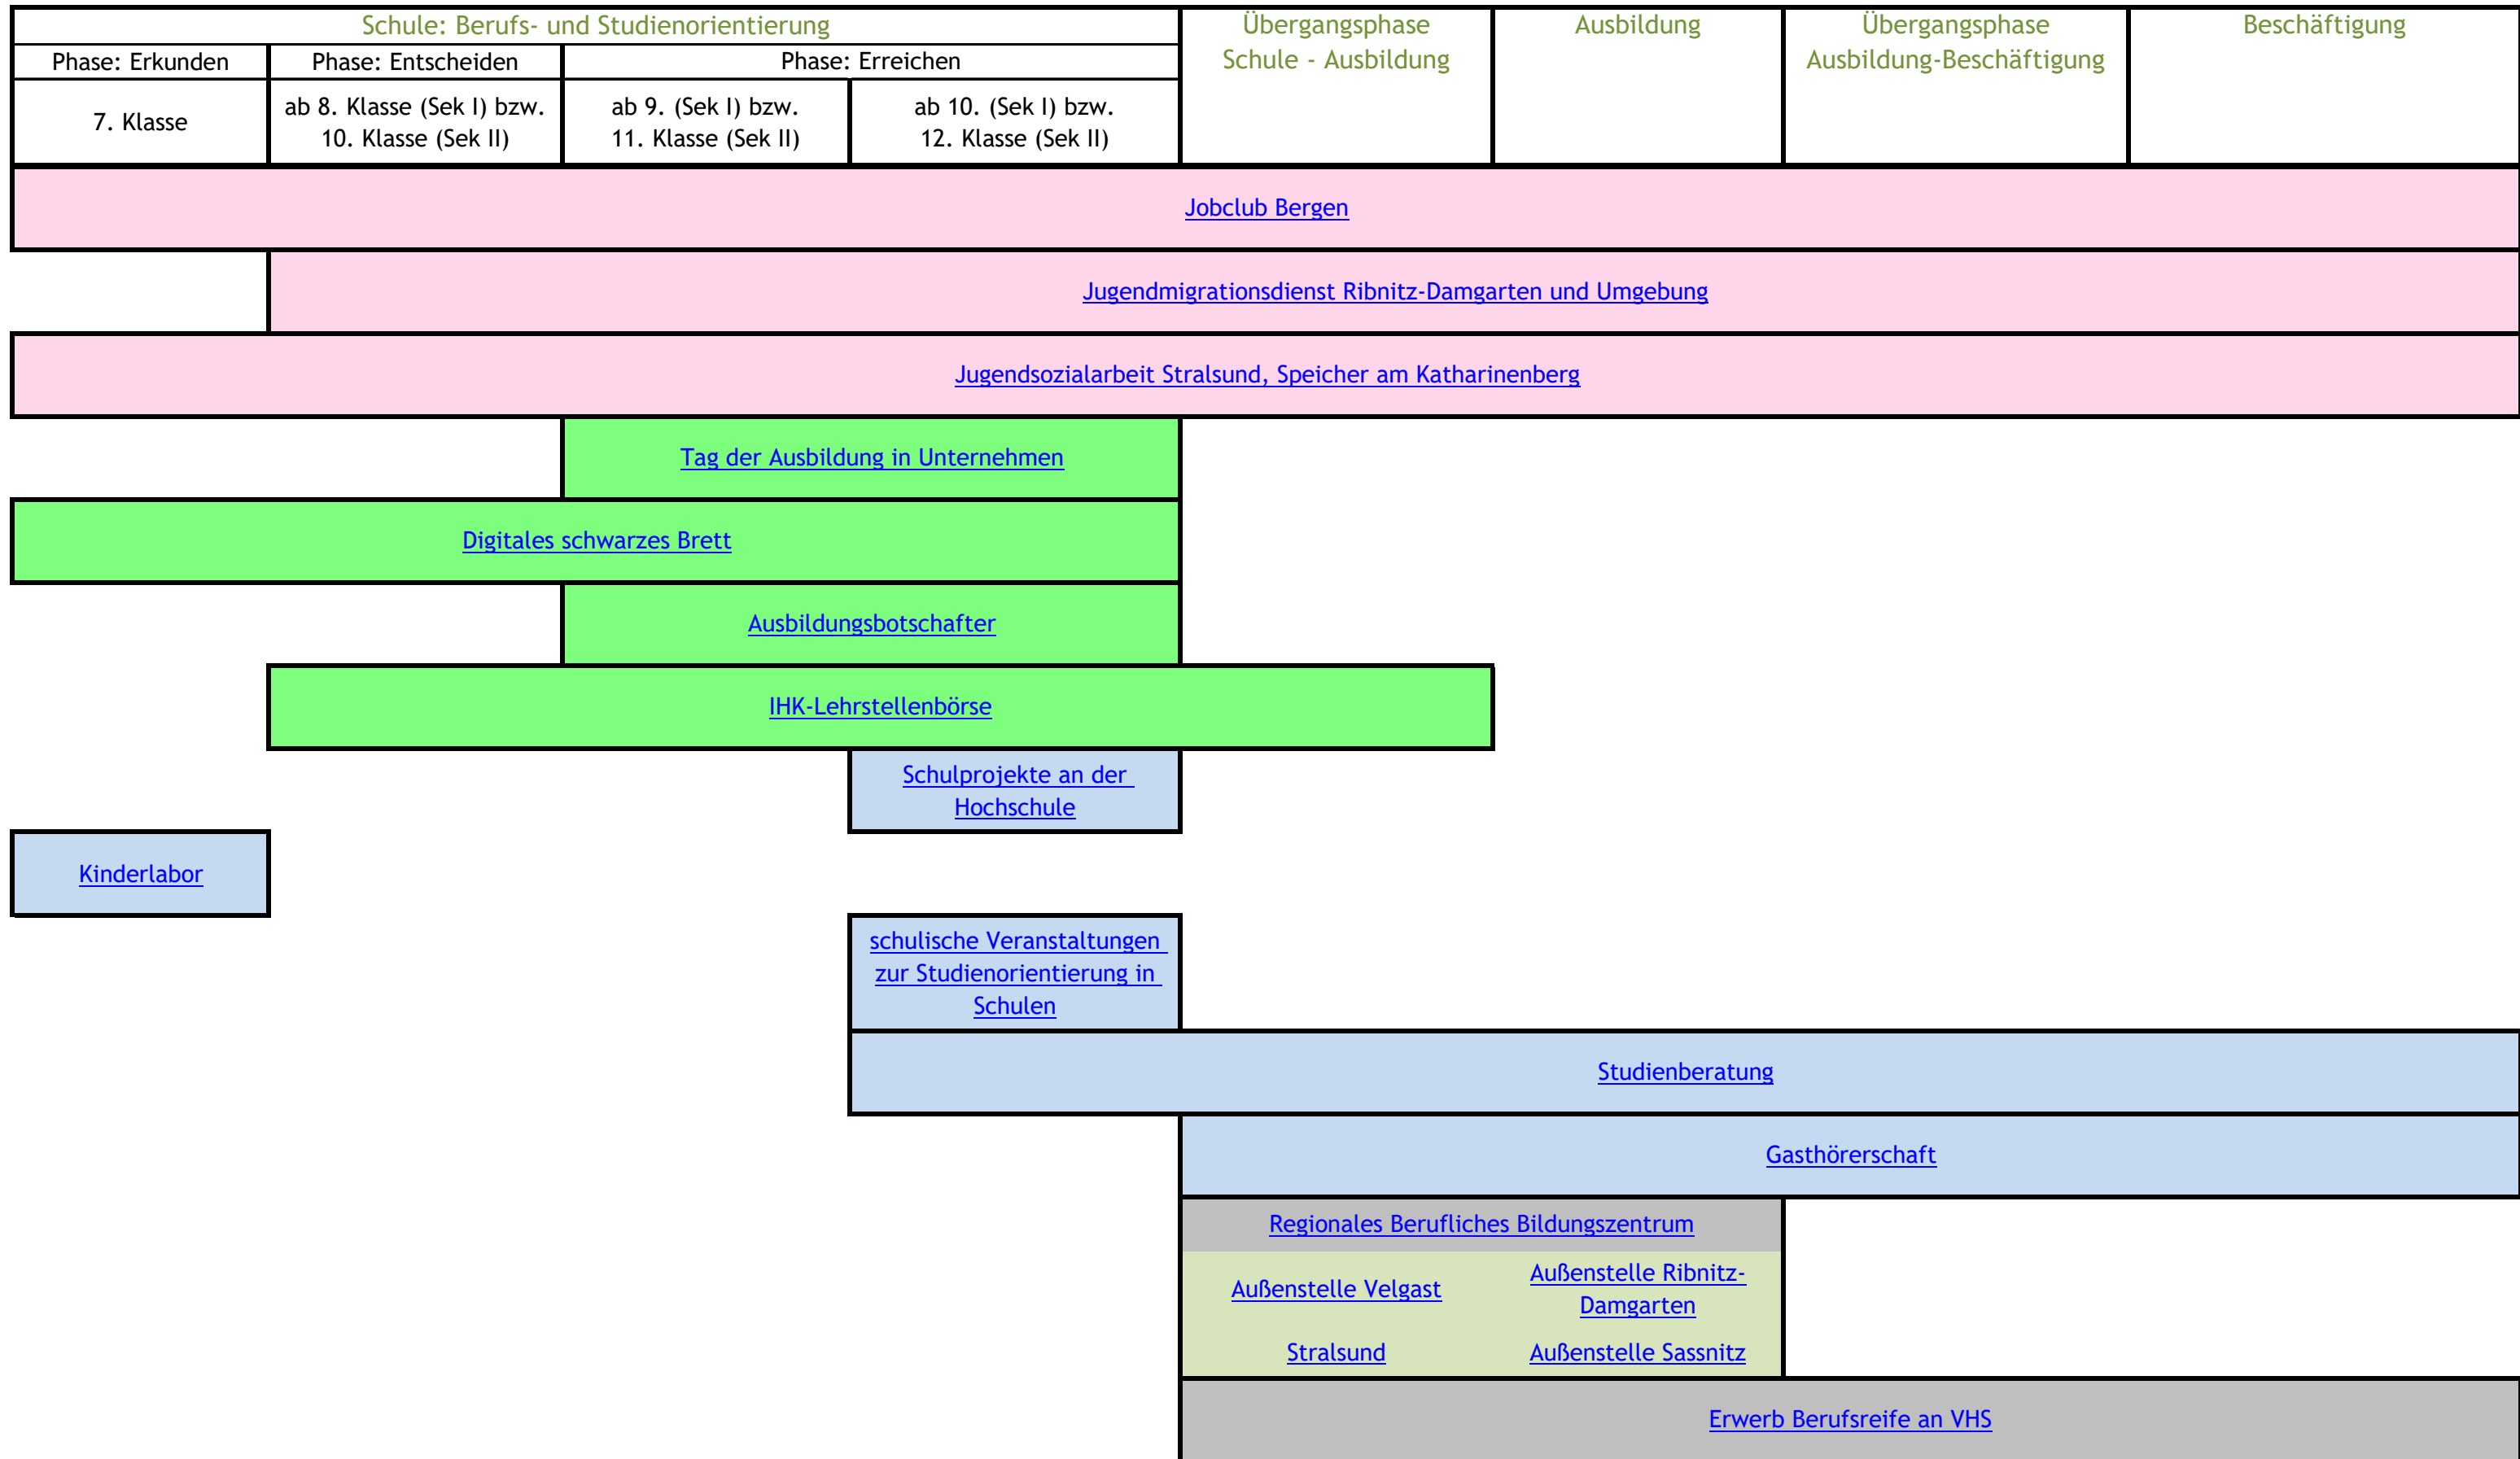 Schule: Berufs- und Studienorientierung
Übergangsphase
Schule - Ausbildung
Ausbildung
Übergangsphase
Ausbildung-Beschäftigung
Beschäftigung
Phase: Erkunden
Phase: Entscheiden
Phase: Erreichen
7. Klasse
ab 8. Klasse (Sek I) bzw.
10. Klasse (Sek II)
ab 9. (Sek I) bzw.
11. Klasse (Sek II)
ab 10. (Sek I) bzw.
12. Klasse (Sek II)
Jobclub Bergen
Jugendmigrationsdienst Ribnitz-Damgarten und Umgebung
Jugendsozialarbeit Stralsund, Speicher am Katharinenberg
Tag der Ausbildung in Unternehmen
Digitales schwarzes Brett
Ausbildungsbotschafter
IHK-Lehrstellenbörse
Schulprojekte an der
Hochschule
Kinderlabor
schulische Veranstaltungen
zur Studienorientierung in
Schulen
Studienberatung
Gasthörerschaft
Regionales Berufliches Bildungszentrum
Außenstelle Velgast
Außenstelle Ribnitz-
Damgarten
Stralsund
Außenstelle Sassnitz
Erwerb Berufsreife an VHS